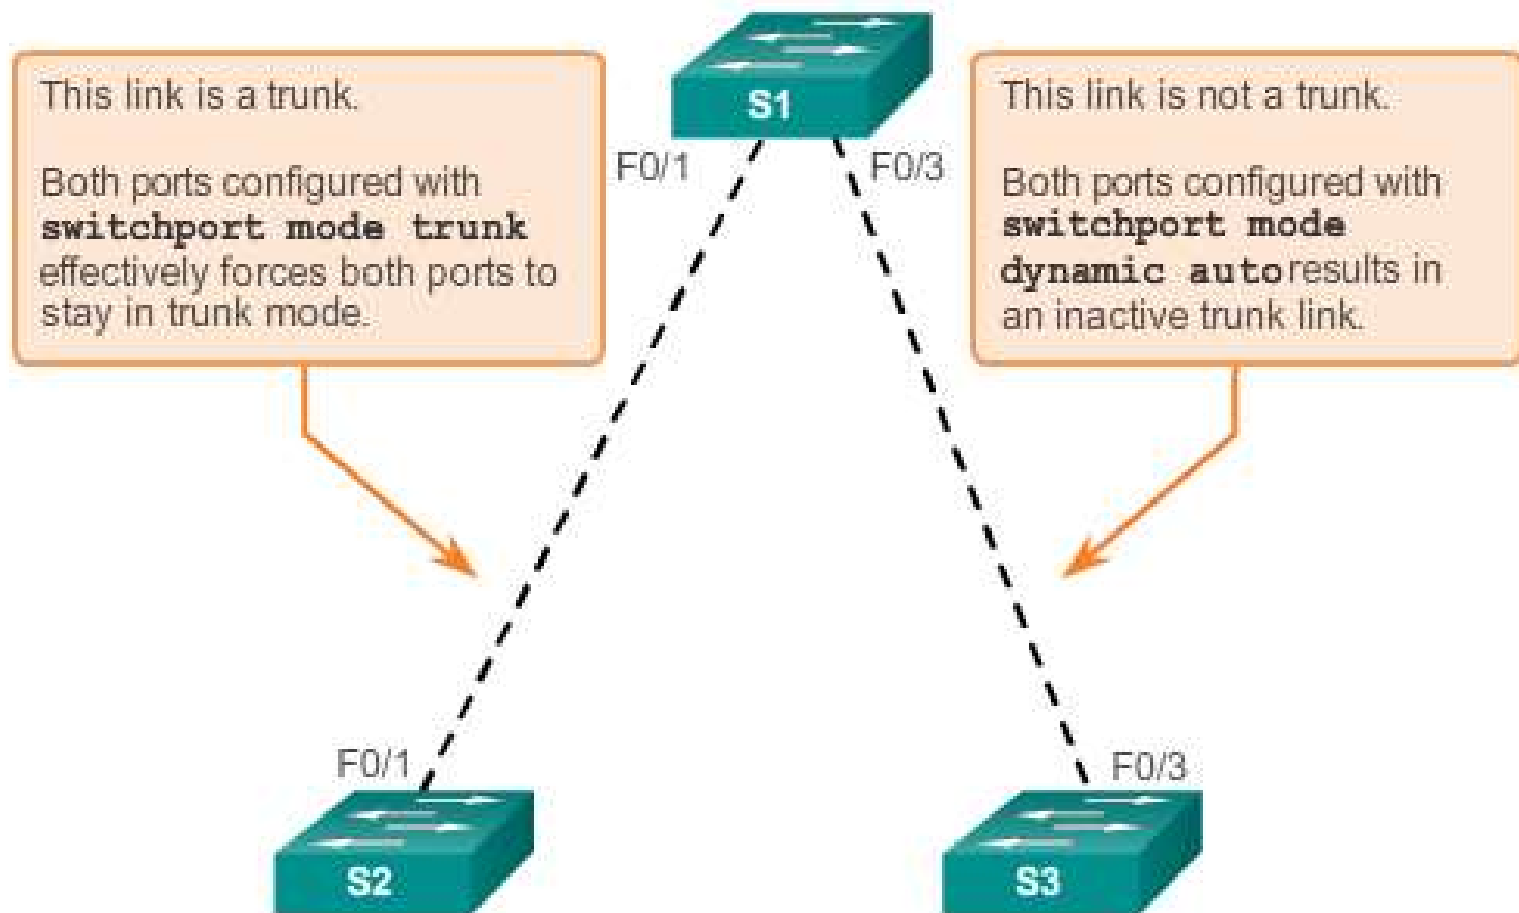 S1
This link is a trunk.
Both ports configured with
switchport mode trunk
effectively forces both ports to
stay in trunk mode.
F0/1
F0/3
This link is not a trunk.
Both ports configured with
switchport mode
dynamic auto results in
an inactive trunk link.
F0/1
F0/3
S2
S3